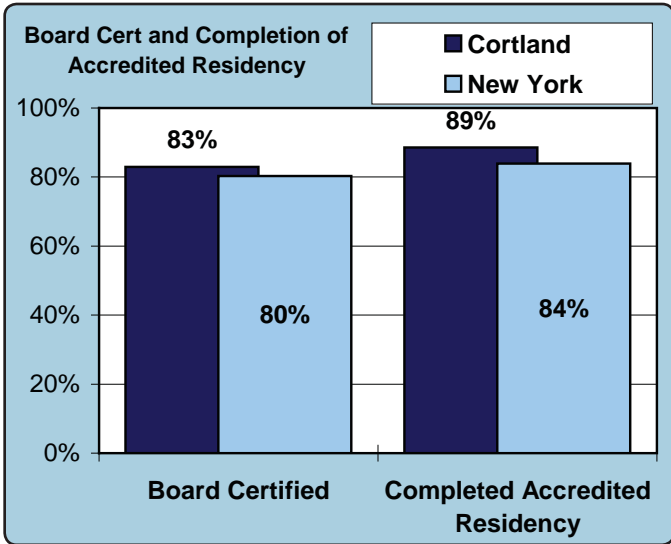 Board Cert and Completion of
Accredited Residency
Cortland
New York
100%
80%
60%
40%
20%
0%
83%
80%
89%
84%
Board Certified
Completed Accredited
Residency